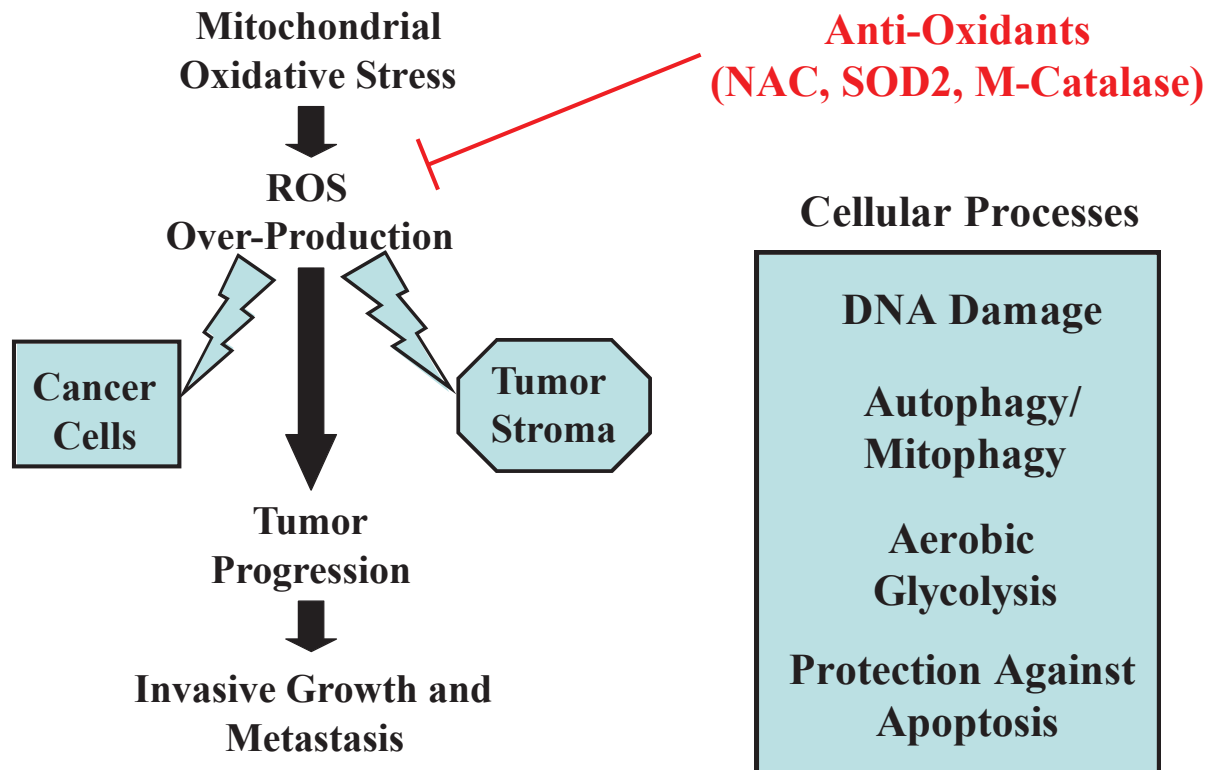 Mitochondrial
Oxidative Stress
ROS
Over-Production
Cancer
Cells
Tumor
Stroma
Tumor
Progression
Invasive Growth and
Metastasis
Anti-Oxidants
(NAC, SOD2, M-Catalase)
Cellular Processes
DNA Damage
Autophagy/
Mitophagy
Aerobic
Glycolysis
Protection Against
Apoptosis